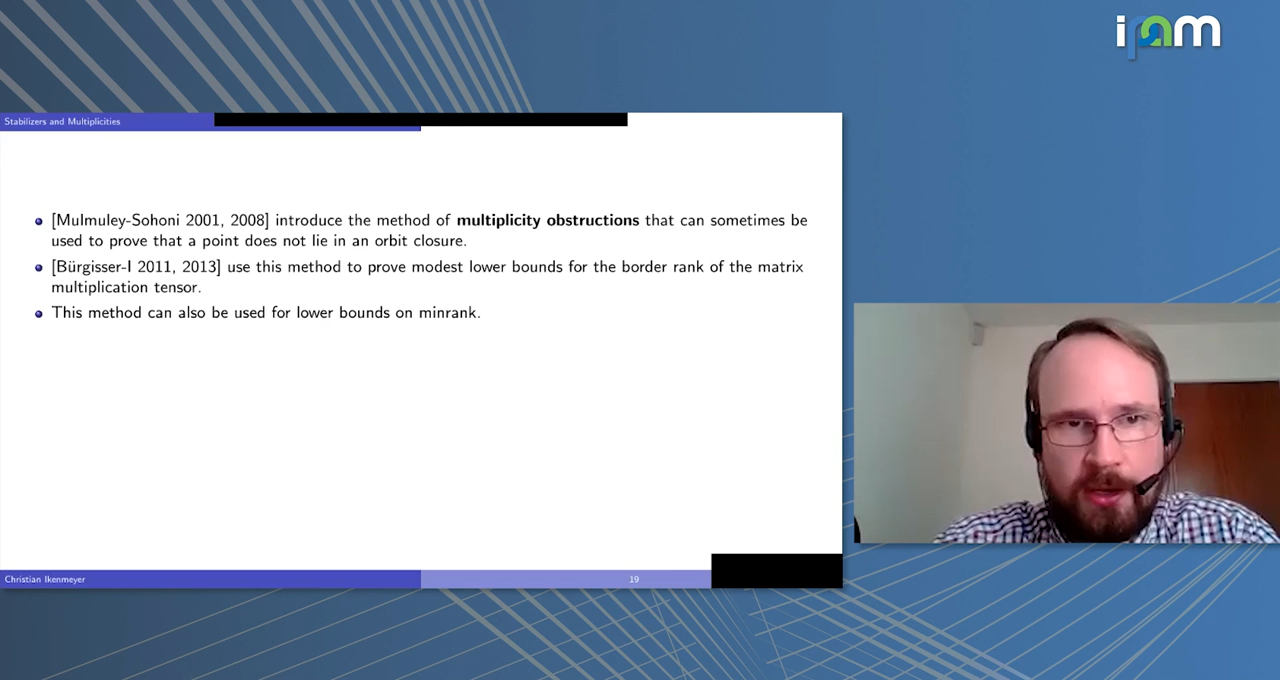 ipam
Stabilizers and Multiplicities
[Mulmuley-Sohoni 2001, 2008] introduce the method of multiplicity obstructions that can sometimes be
used to prove that a point does not lie in an orbit closure.
[Bürgisser-I 2011, 2013] use this method to prove modest lower bounds for the border rank of the matrix
multiplication tensor.
This method can also be used for lower bounds on minrank.
Christian Ikenmeyer
19